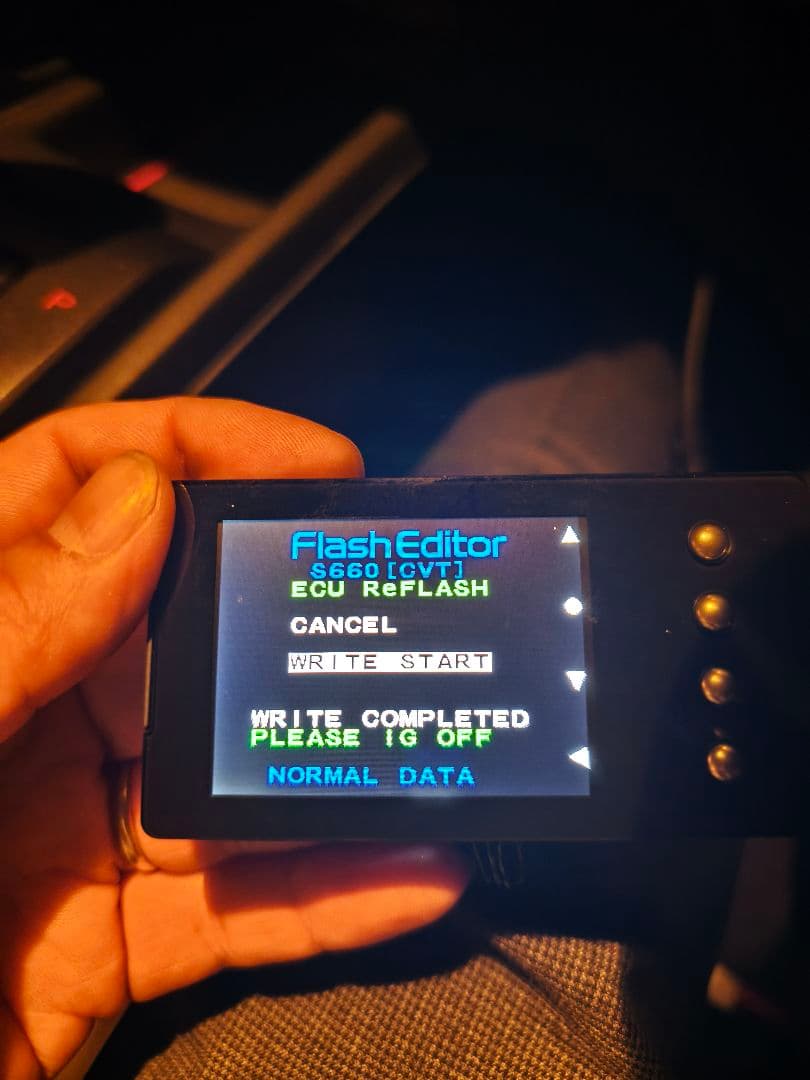 FlashEditor
S660[CVT]
ECU ReFLASH
CANCEL
WRITE START
WRITE COMPLETED
PLEASE IG OFF
NORMAL DATA
P